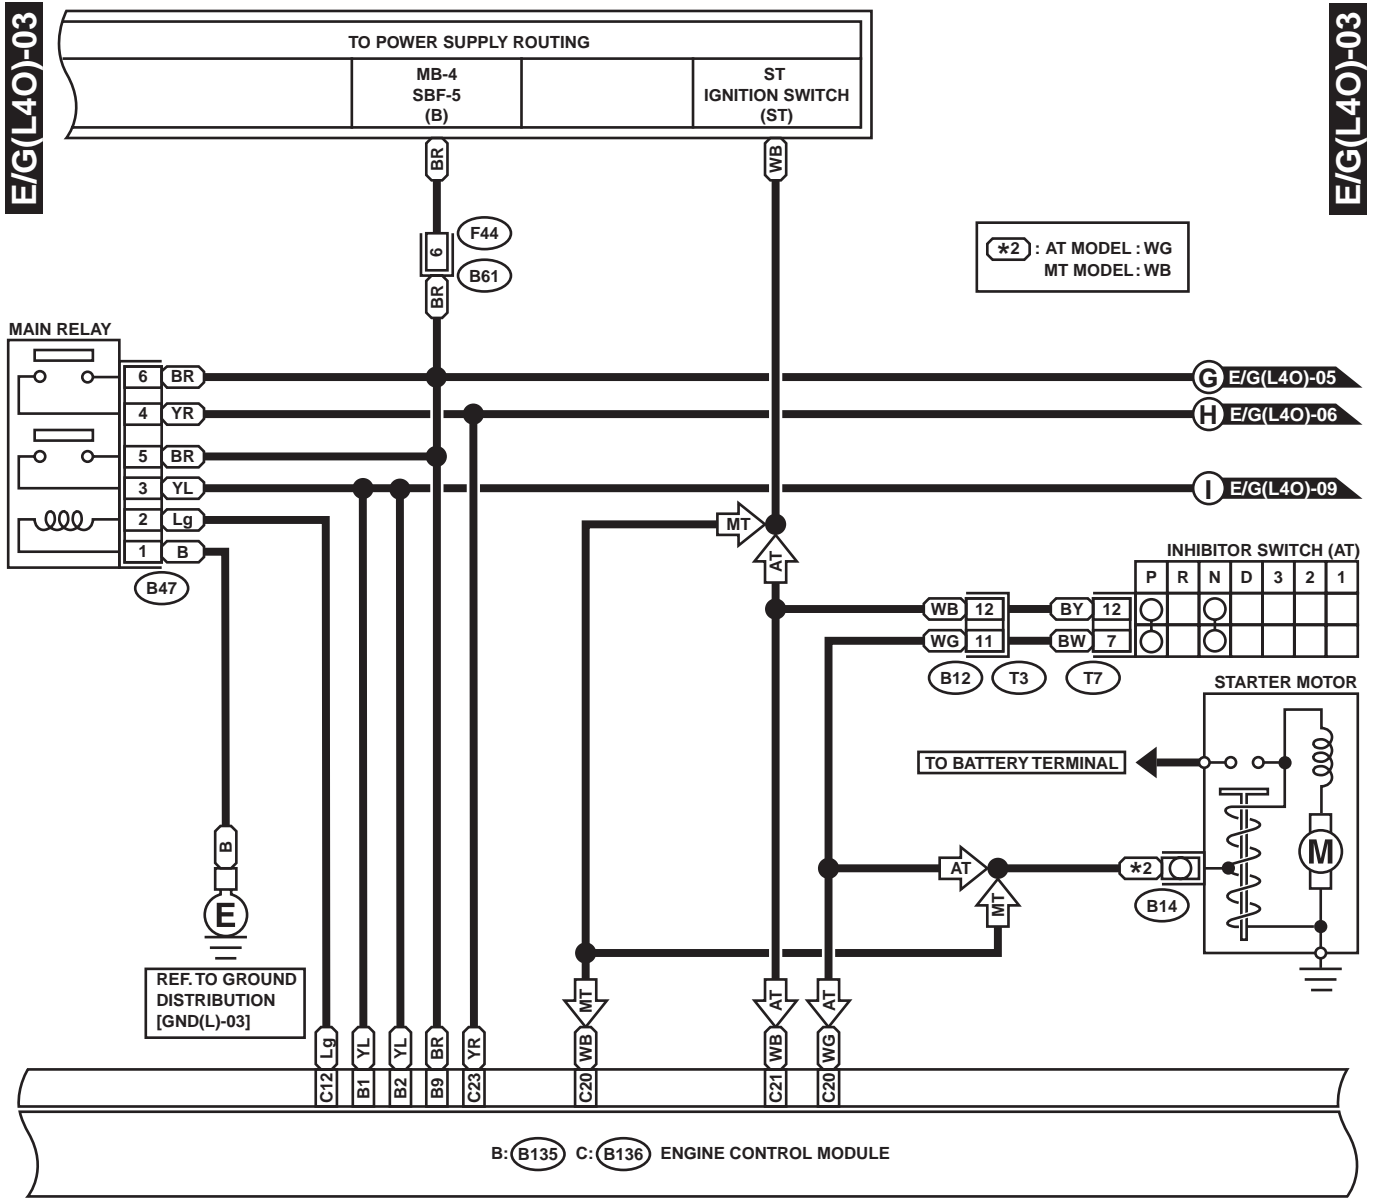 E/G(L4O)-03
E/G(L4O)-03
TO POWER SUPPLY ROUTING
MB-4
SBF-5
(B)
ST
IGNITION SWITCH
(ST)
BR
WB
6
F44
B61
BR
*2 : AT MODEL : WG
MT MODEL : WB
MAIN RELAY
6 BR
G E/G(L4O)-05
4 YR
H E/G(L4O)-06
5 BR
3 YL
I E/G(L4O)-09
2 Lg
1 B
B47
MT
AT
INHIBITOR SWITCH (AT)
P R N D 3 2 1
WB 12 BY 12
WG 11 BW 7
B12 T3 T7
STARTER MOTOR
TO BATTERY TERMINAL
M
B
E
AT
*2
MT
B14
REF. TO GROUND
DISTRIBUTION
[GND(L)-03]
MT AT AT
Lg YL YL BR YR WB WB WG
C12 B1 B2 B9 C23 C20 C21 C20
B: B135 C: B136 ENGINE CONTROL MODULE